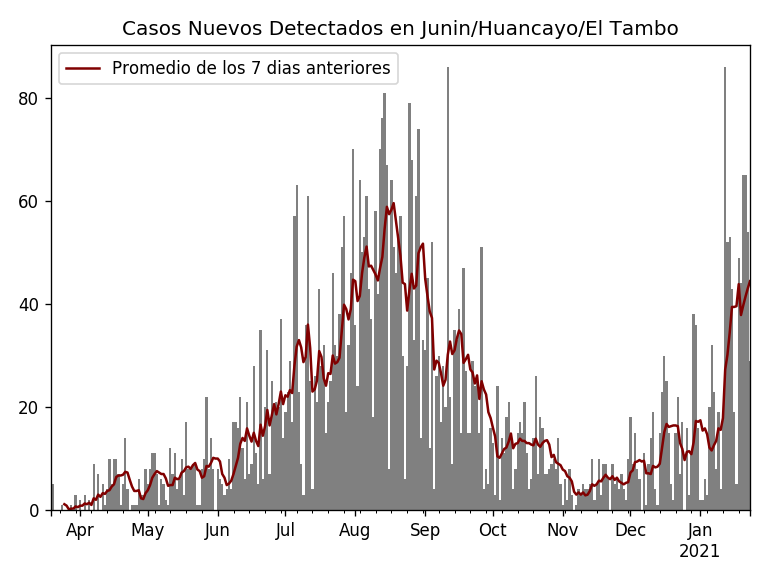 Casos Nuevos Detectados en Junin/Huancayo/El Tambo
Promedio de los 7 dias anteriores
80
60
40
20
0
Apr May Jun Jul Aug Sep Oct Nov Dec Jan
2021